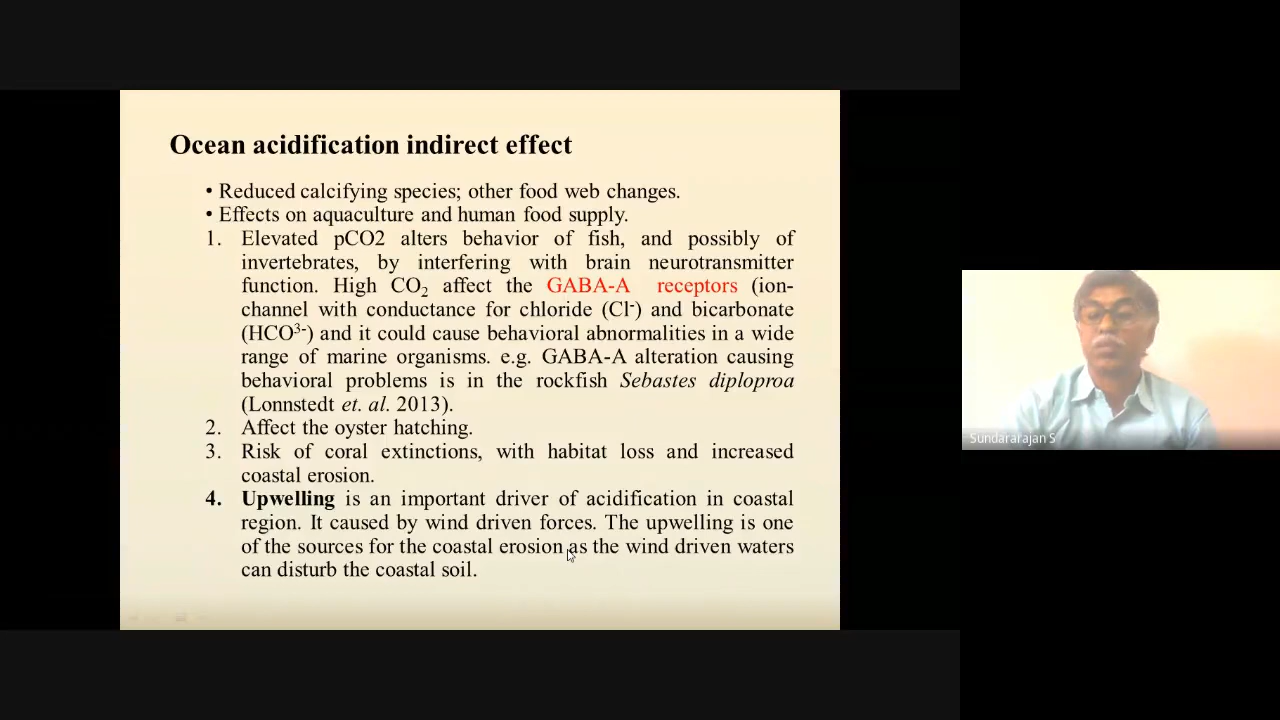 Ocean acidification indirect effect
• Reduced calcifying species; other food web changes.
• Effects on aquaculture and human food supply.
1. Elevated pCO2 alters behavior of fish, and possibly of
invertebrates, by interfering with brain neurotransmitter
function. High CO₂ affect the GABA-A receptors (ion-
channel with conductance for chloride (Cl⁻) and bicarbonate
(HCO³⁻) and it could cause behavioral abnormalities in a wide
range of marine organisms. e.g. GABA-A alteration causing
behavioral problems is in the rockfish Sebastes diploproa
(Lonnstedt et. al. 2013).
2. Affect the oyster hatching.
3. Risk of coral extinctions, with habitat loss and increased
coastal erosion.
4. Upwelling is an important driver of acidification in coastal
region. It caused by wind driven forces. The upwelling is one
of the sources for the coastal erosion as the wind driven waters
can disturb the coastal soil.
Sundararajan S